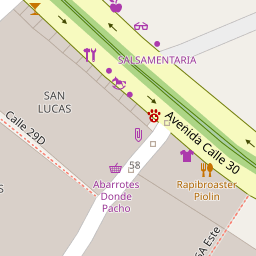 SALSAMENTARIA
SAN
LUCAS
Avenida Calle 30
Calle 29D
58
Abarrotes
Donde
Pacho
Rapibroaster
Piolin